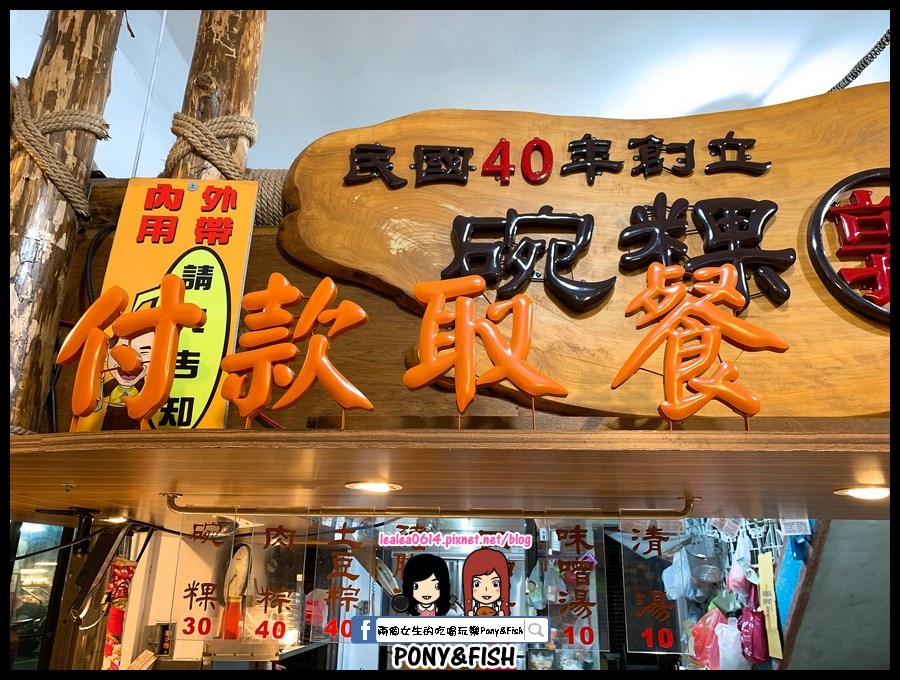 民國40年創立
碗粿
內用 外帶
請
告知
付款取餐
碗粿 30
肉粽 40
土豆粽 40
味噌湯 10
清湯 10
lealea0614.pixnet.net/blog
兩個女生的吃喝玩樂Pony&Fish
PONY&FISH